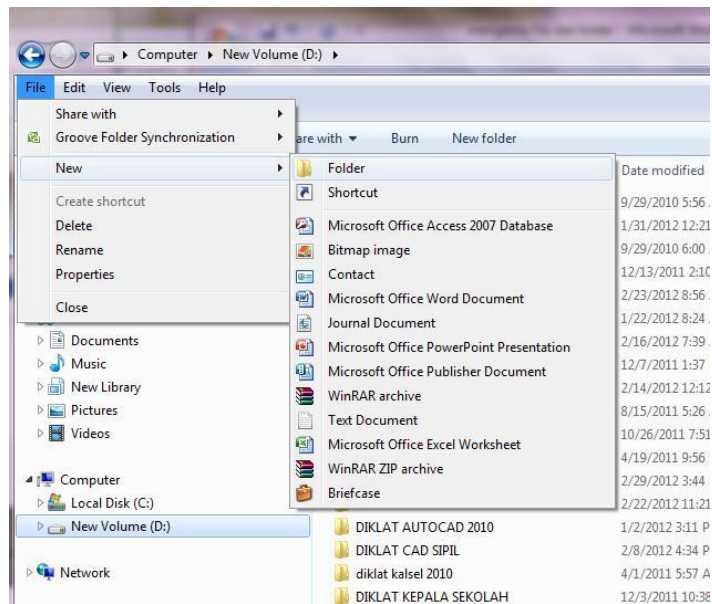 Computer New Volume (D:)
File Edit View Tools Help
Share with
Groove Folder Synchronization
New
Create shortcut
Delete
Rename
Properties
Close
are with Burn New folder
Folder
Shortcut
Microsoft Office Access 2007 Database
Bitmap image
Contact
Microsoft Office Word Document
Journal Document
Microsoft Office PowerPoint Presentation
Microsoft Office Publisher Document
WinRAR archive
Text Document
Microsoft Office Excel Worksheet
WinRAR ZIP archive
Briefcase
Date modified
9/29/2010 5:56
1/31/2012 12:21
9/29/2010 6:00
12/13/2011 2:10
2/23/2012 8:56
1/22/2012 8:24
2/16/2012 7:39
12/7/2011 1:37
2/14/2012 12:12
8/15/2011 5:26
10/26/2011 7:51
4/19/2011 9:56
2/29/2012 3:44
2/22/2012 11:21
Documents
Music
New Library
Pictures
Videos
Computer
Local Disk (C:)
New Volume (D:)
Network
DIKLAT AUTOCAD 2010 1/2/2012 3:11 P
DIKLAT CAD SIPIL 2/8/2012 4:34 P
diklat kalsel 2010 4/1/2011 5:57 A
DIKLAT KEPALA SEKOLAH 12/3/2011 10:38